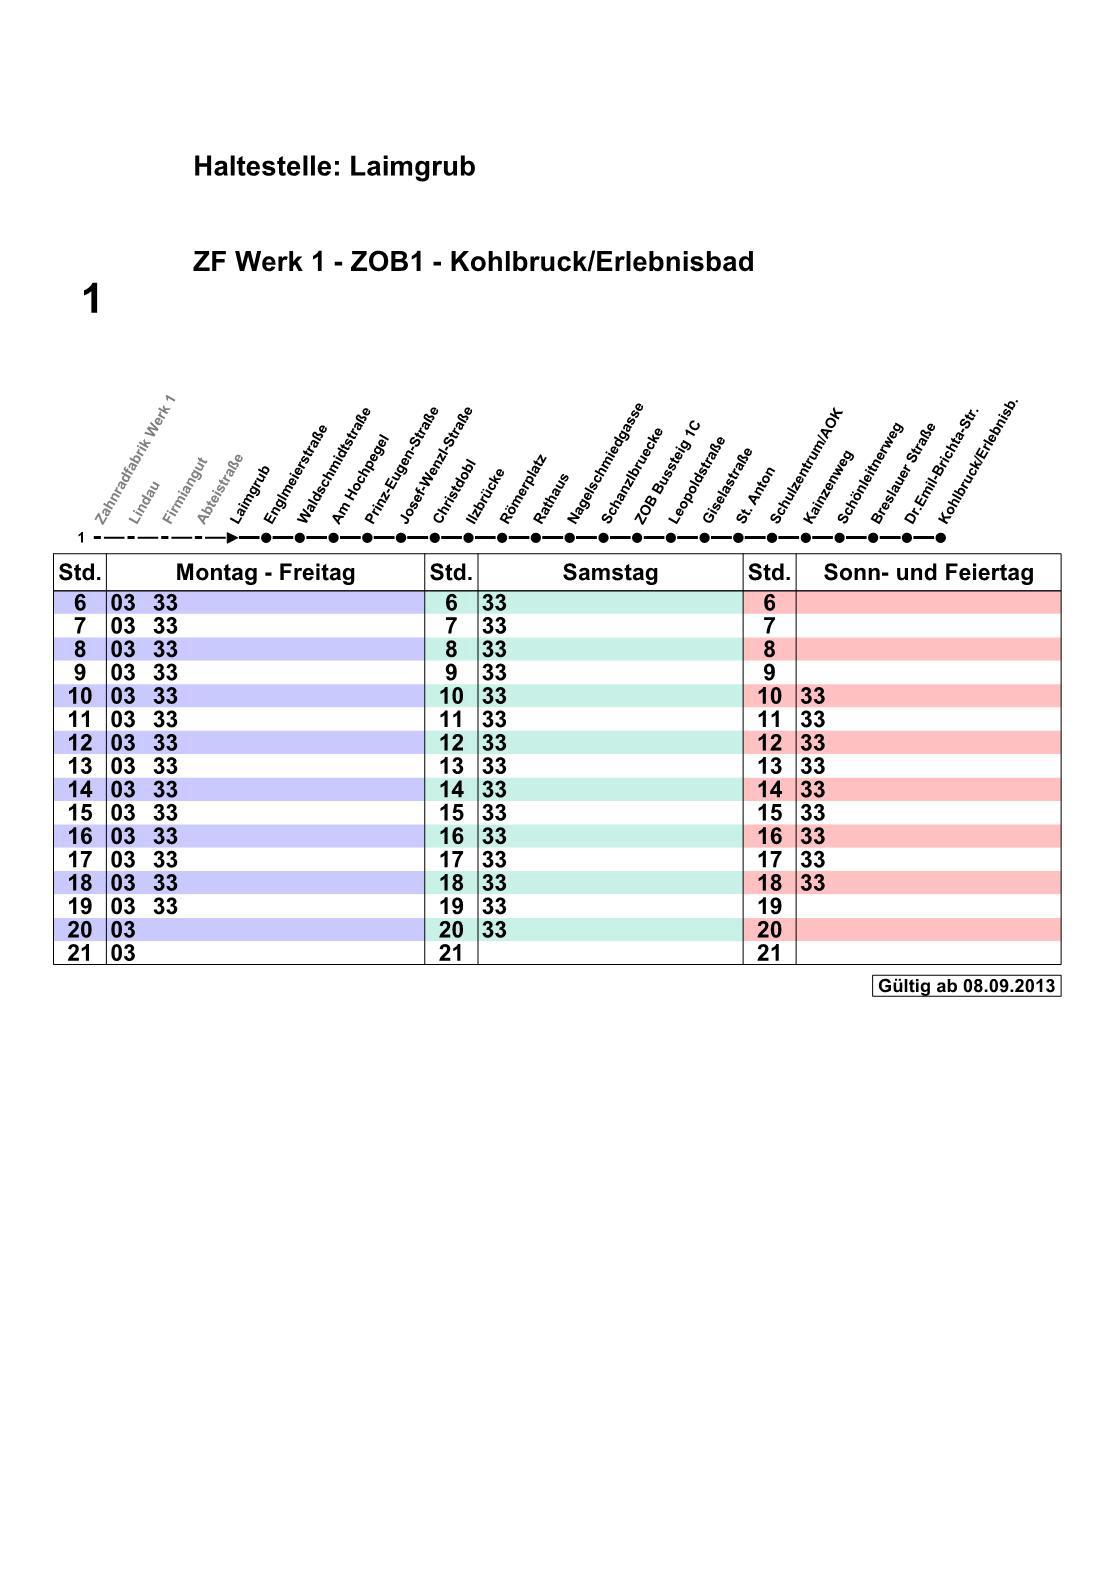 Haltestelle: Laimgrub
ZF Werk 1 - ZOB1 - Kohlbruck/Erlebnisbad
1
Zahnradfabrik Werk 1
Lindau
Firmiangut
Abteistraße
Laimgrub
Englmeierstraße
Waldschmidtstraße
Am Hochpegel
Prinz-Eugen-Straße
Josef-Wenzl-Straße
Christdobl
Ilzbrücke
Römerplatz
Rathaus
Nagelschmiedgasse
Schanzlbruecke
ZOB Bussteig 1C
Leopoldstraße
Giselastraße
St. Anton
Schulzentrum/AOK
Kainzenweg
Schönleitnerweg
Breslauer Straße
Dr.Emil-Brichta-Str.
Kohlbruck/Erlebnisb.
1
Std. Montag - Freitag Std. Samstag Std. Sonn- und Feiertag
6 03 33 6 33 6
7 03 33 7 33 7
8 03 33 8 33 8
9 03 33 9 33 9
10 03 33 10 33 10 33
11 03 33 11 33 11 33
12 03 33 12 33 12 33
13 03 33 13 33 13 33
14 03 33 14 33 14 33
15 03 33 15 33 15 33
16 03 33 16 33 16 33
17 03 33 17 33 17 33
18 03 33 18 33 18 33
19 03 33 19 33 19
20 03 20 33 20
21 03 21 21
Gültig ab 08.09.2013